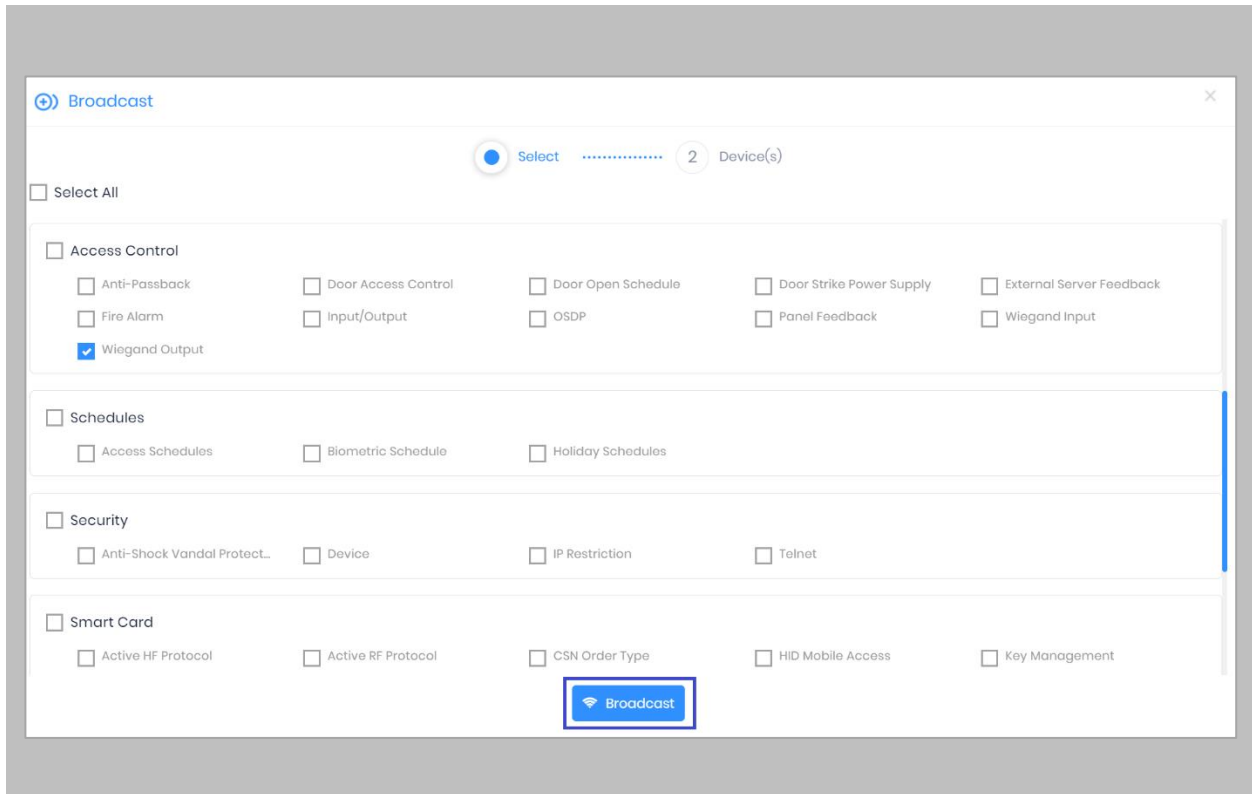 Broadcast
Select 2 Device(s)
Select All
Access Control
Anti-Passback Door Access Control Door Open Schedule Door Strike Power Supply External Server Feedback
Fire Alarm Input/Output OSDP Panel Feedback Wiegand Input
Wiegand Output
Schedules
Access Schedules Biometric Schedule Holiday Schedules
Security
Anti-Shock Vandal Protect... Device IP Restriction Telnet
Smart Card
Active HF Protocol Active RF Protocol CSN Order Type HID Mobile Access Key Management
Broadcast